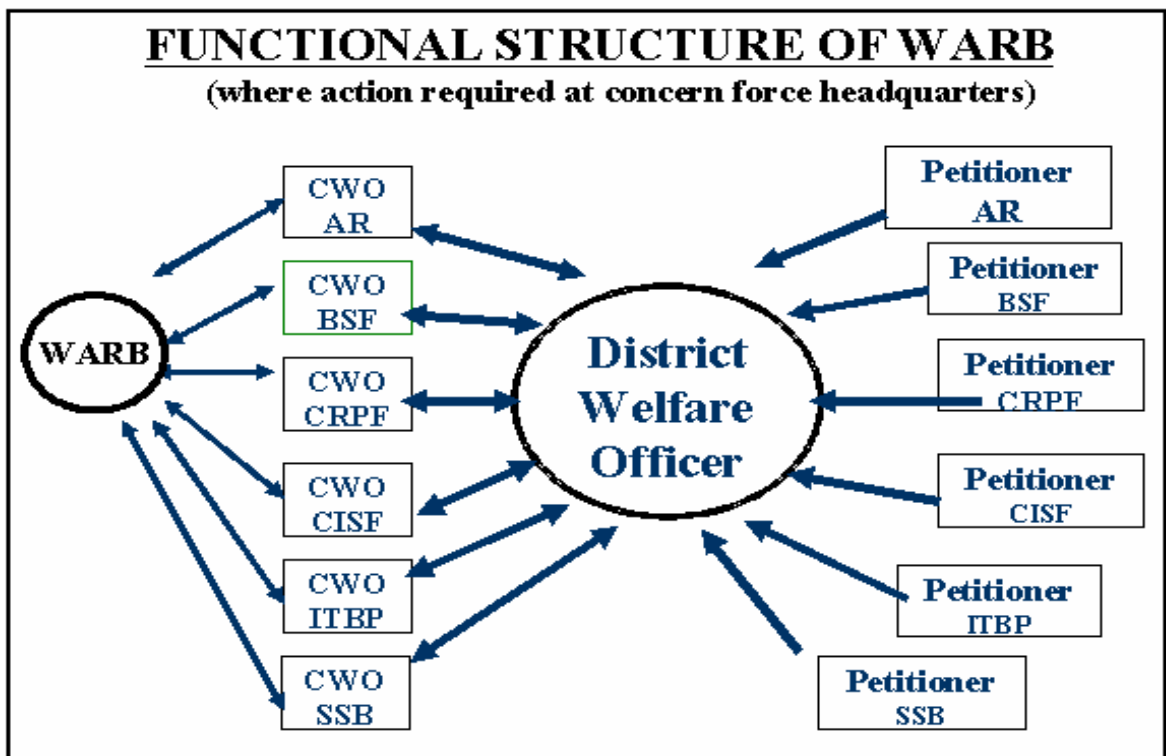 FUNCTIONAL STRUCTURE OF WARB
(where action required at concern force headquarters)
WARB
CWO
AR
CWO
BSF
CWO
CRPF
CWO
CISF
CWO
ITBP
CWO
SSB
District
Welfare
Officer
Petitioner
AR
Petitioner
BSF
Petitioner
CRPF
Petitioner
CISF
Petitioner
ITBP
Petitioner
SSB